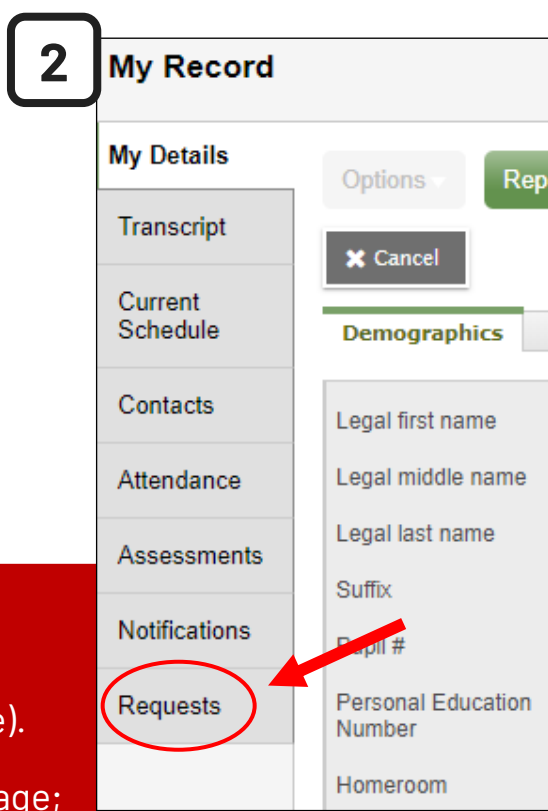 2
My Record
My Details
Transcript
Current
Schedule
Contacts
Attendance
Assessments
Notifications
Requests
Options
Rep
✖ Cancel
Demographics
Legal first name
Legal middle name
Legal last name
Suffix
Pupil #
Personal Education
Number
Homeroom
e).
age;